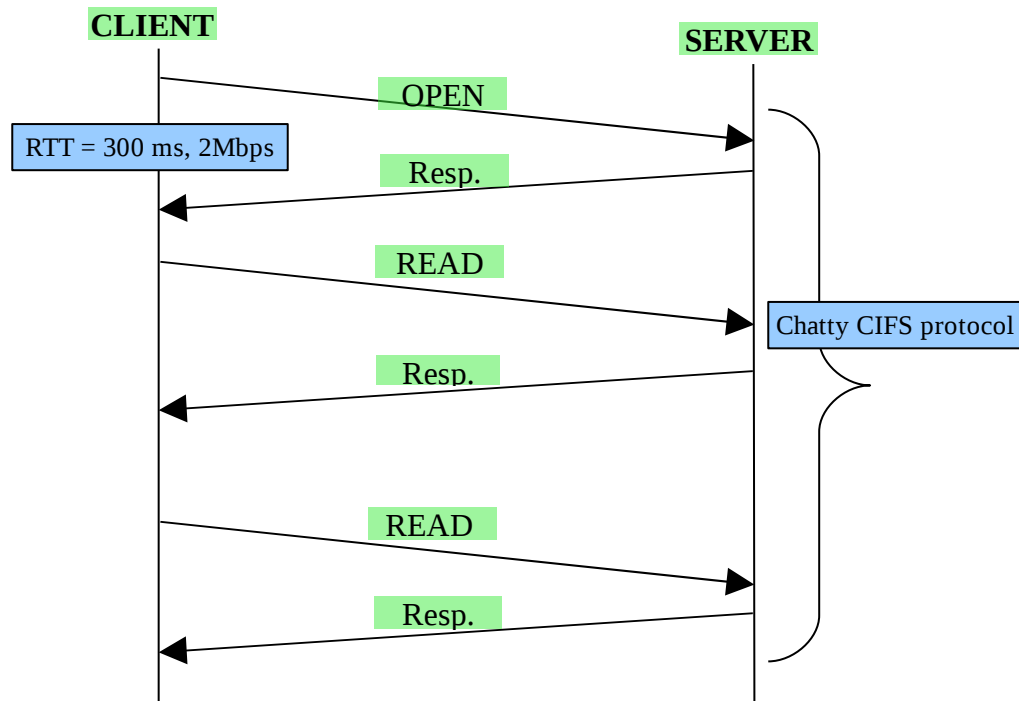 CLIENT
SERVER
OPEN
RTT = 300 ms, 2Mbps
Resp.
READ
Chatty CIFS protocol
Resp.
READ
Resp.